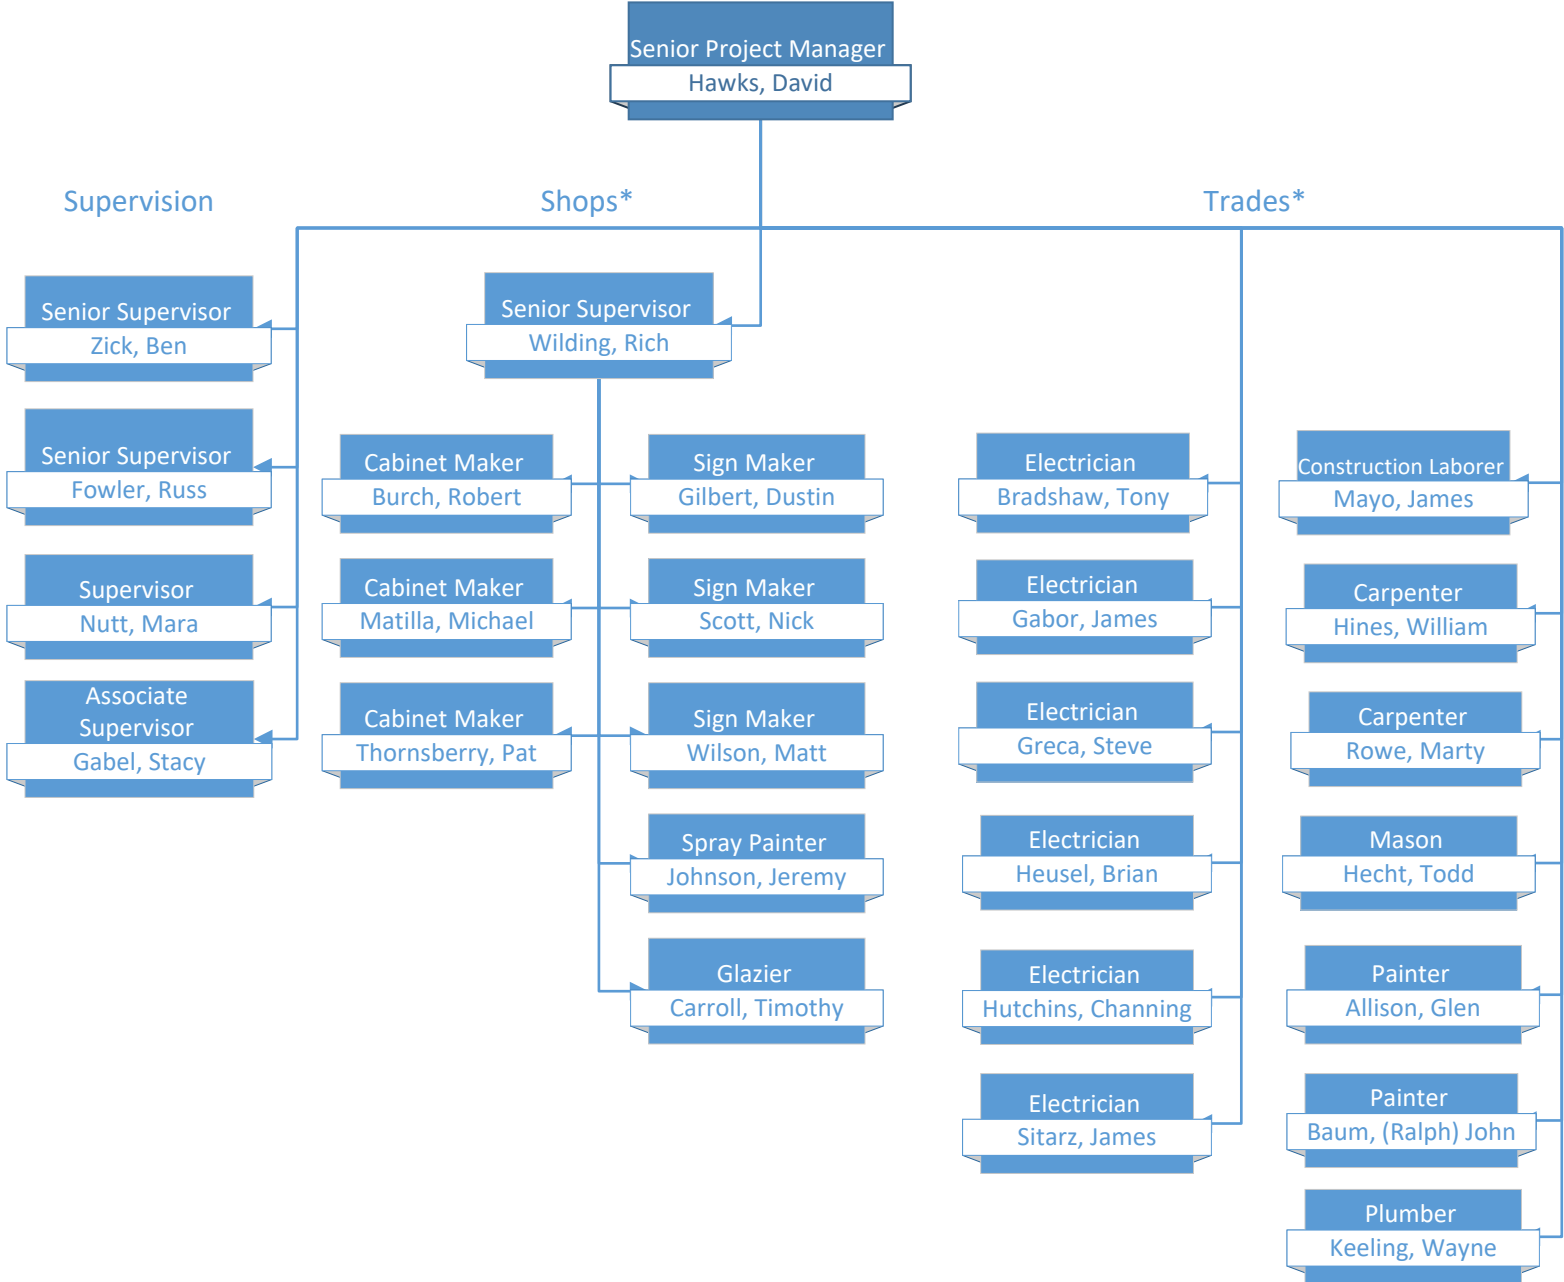 Senior Project Manager
Hawks, David
Supervision
Shops*
Trades*
Senior Supervisor
Zick, Ben
Senior Supervisor
Fowler, Russ
Supervisor
Nutt, Mara
Associate
Supervisor
Gabel, Stacy
Senior Supervisor
Wilding, Rich
Cabinet Maker
Burch, Robert
Cabinet Maker
Matilla, Michael
Cabinet Maker
Thornsberry, Pat
Sign Maker
Gilbert, Dustin
Sign Maker
Scott, Nick
Sign Maker
Wilson, Matt
Spray Painter
Johnson, Jeremy
Glazier
Carroll, Timothy
Electrician
Bradshaw, Tony
Electrician
Gabor, James
Electrician
Greca, Steve
Electrician
Heusel, Brian
Electrician
Hutchins, Channing
Electrician
Sitarz, James
Construction Laborer
Mayo, James
Carpenter
Hines, William
Carpenter
Rowe, Marty
Mason
Hecht, Todd
Painter
Allison, Glen
Painter
Baum, (Ralph) John
Plumber
Keeling, Wayne